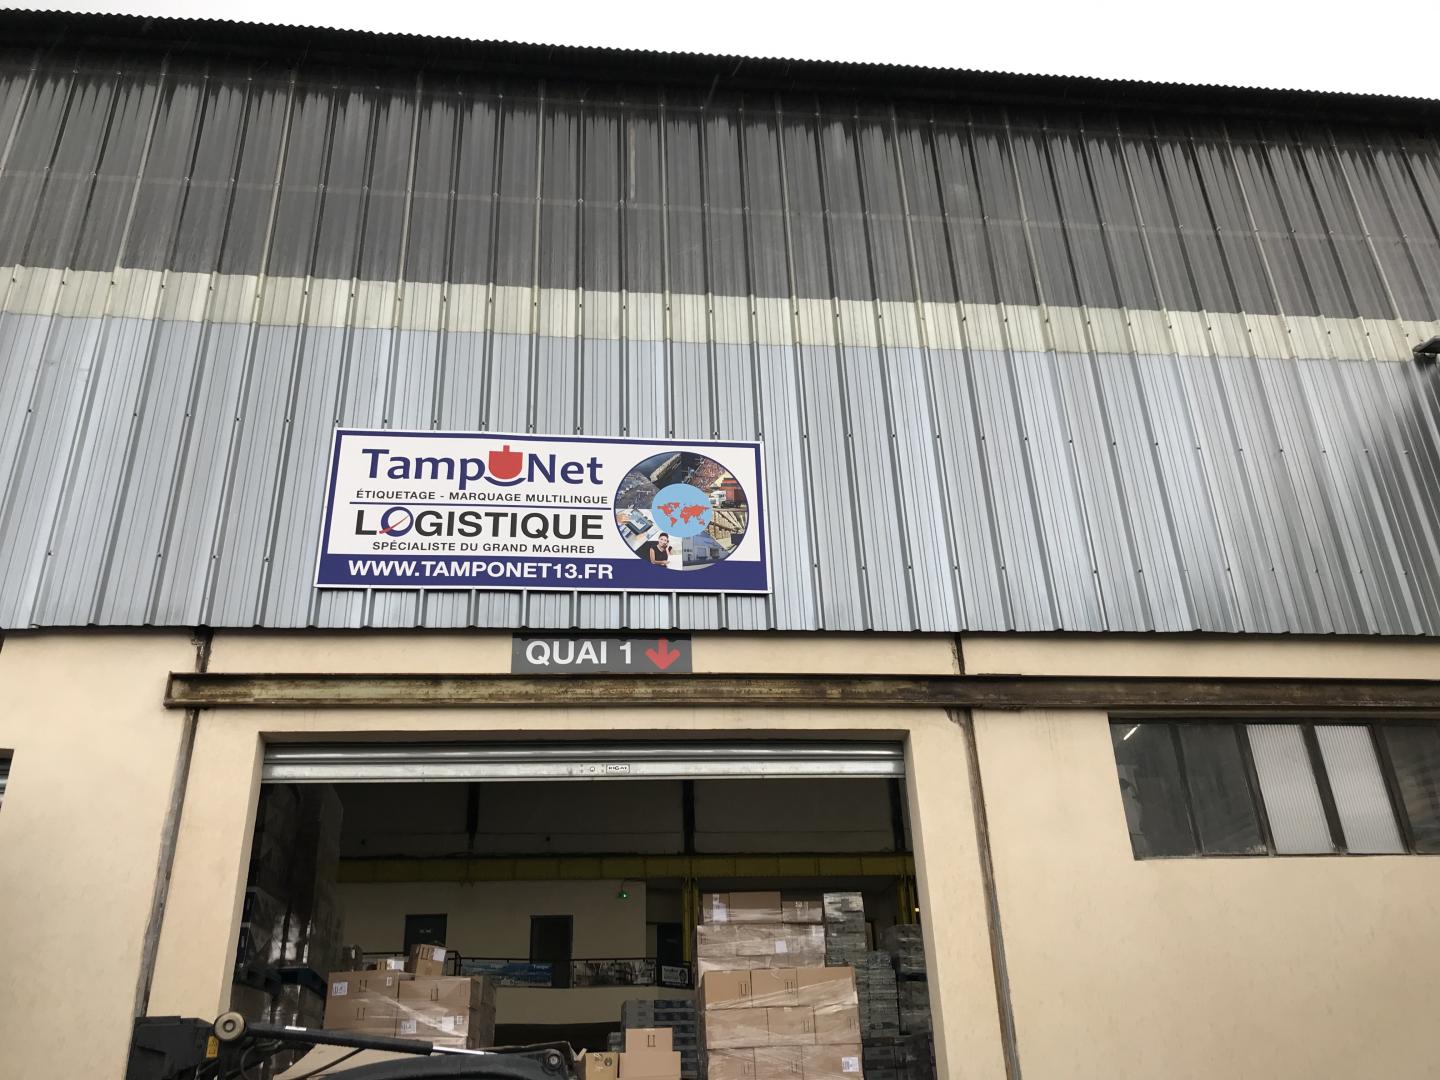 TampoNet
ÉTIQUETAGE - MARQUAGE MULTILINGUE
LOGISTIQUE
SPÉCIALISTE DU GRAND MAGHREB
WWW.TAMPONET13.FR
QUAI 1